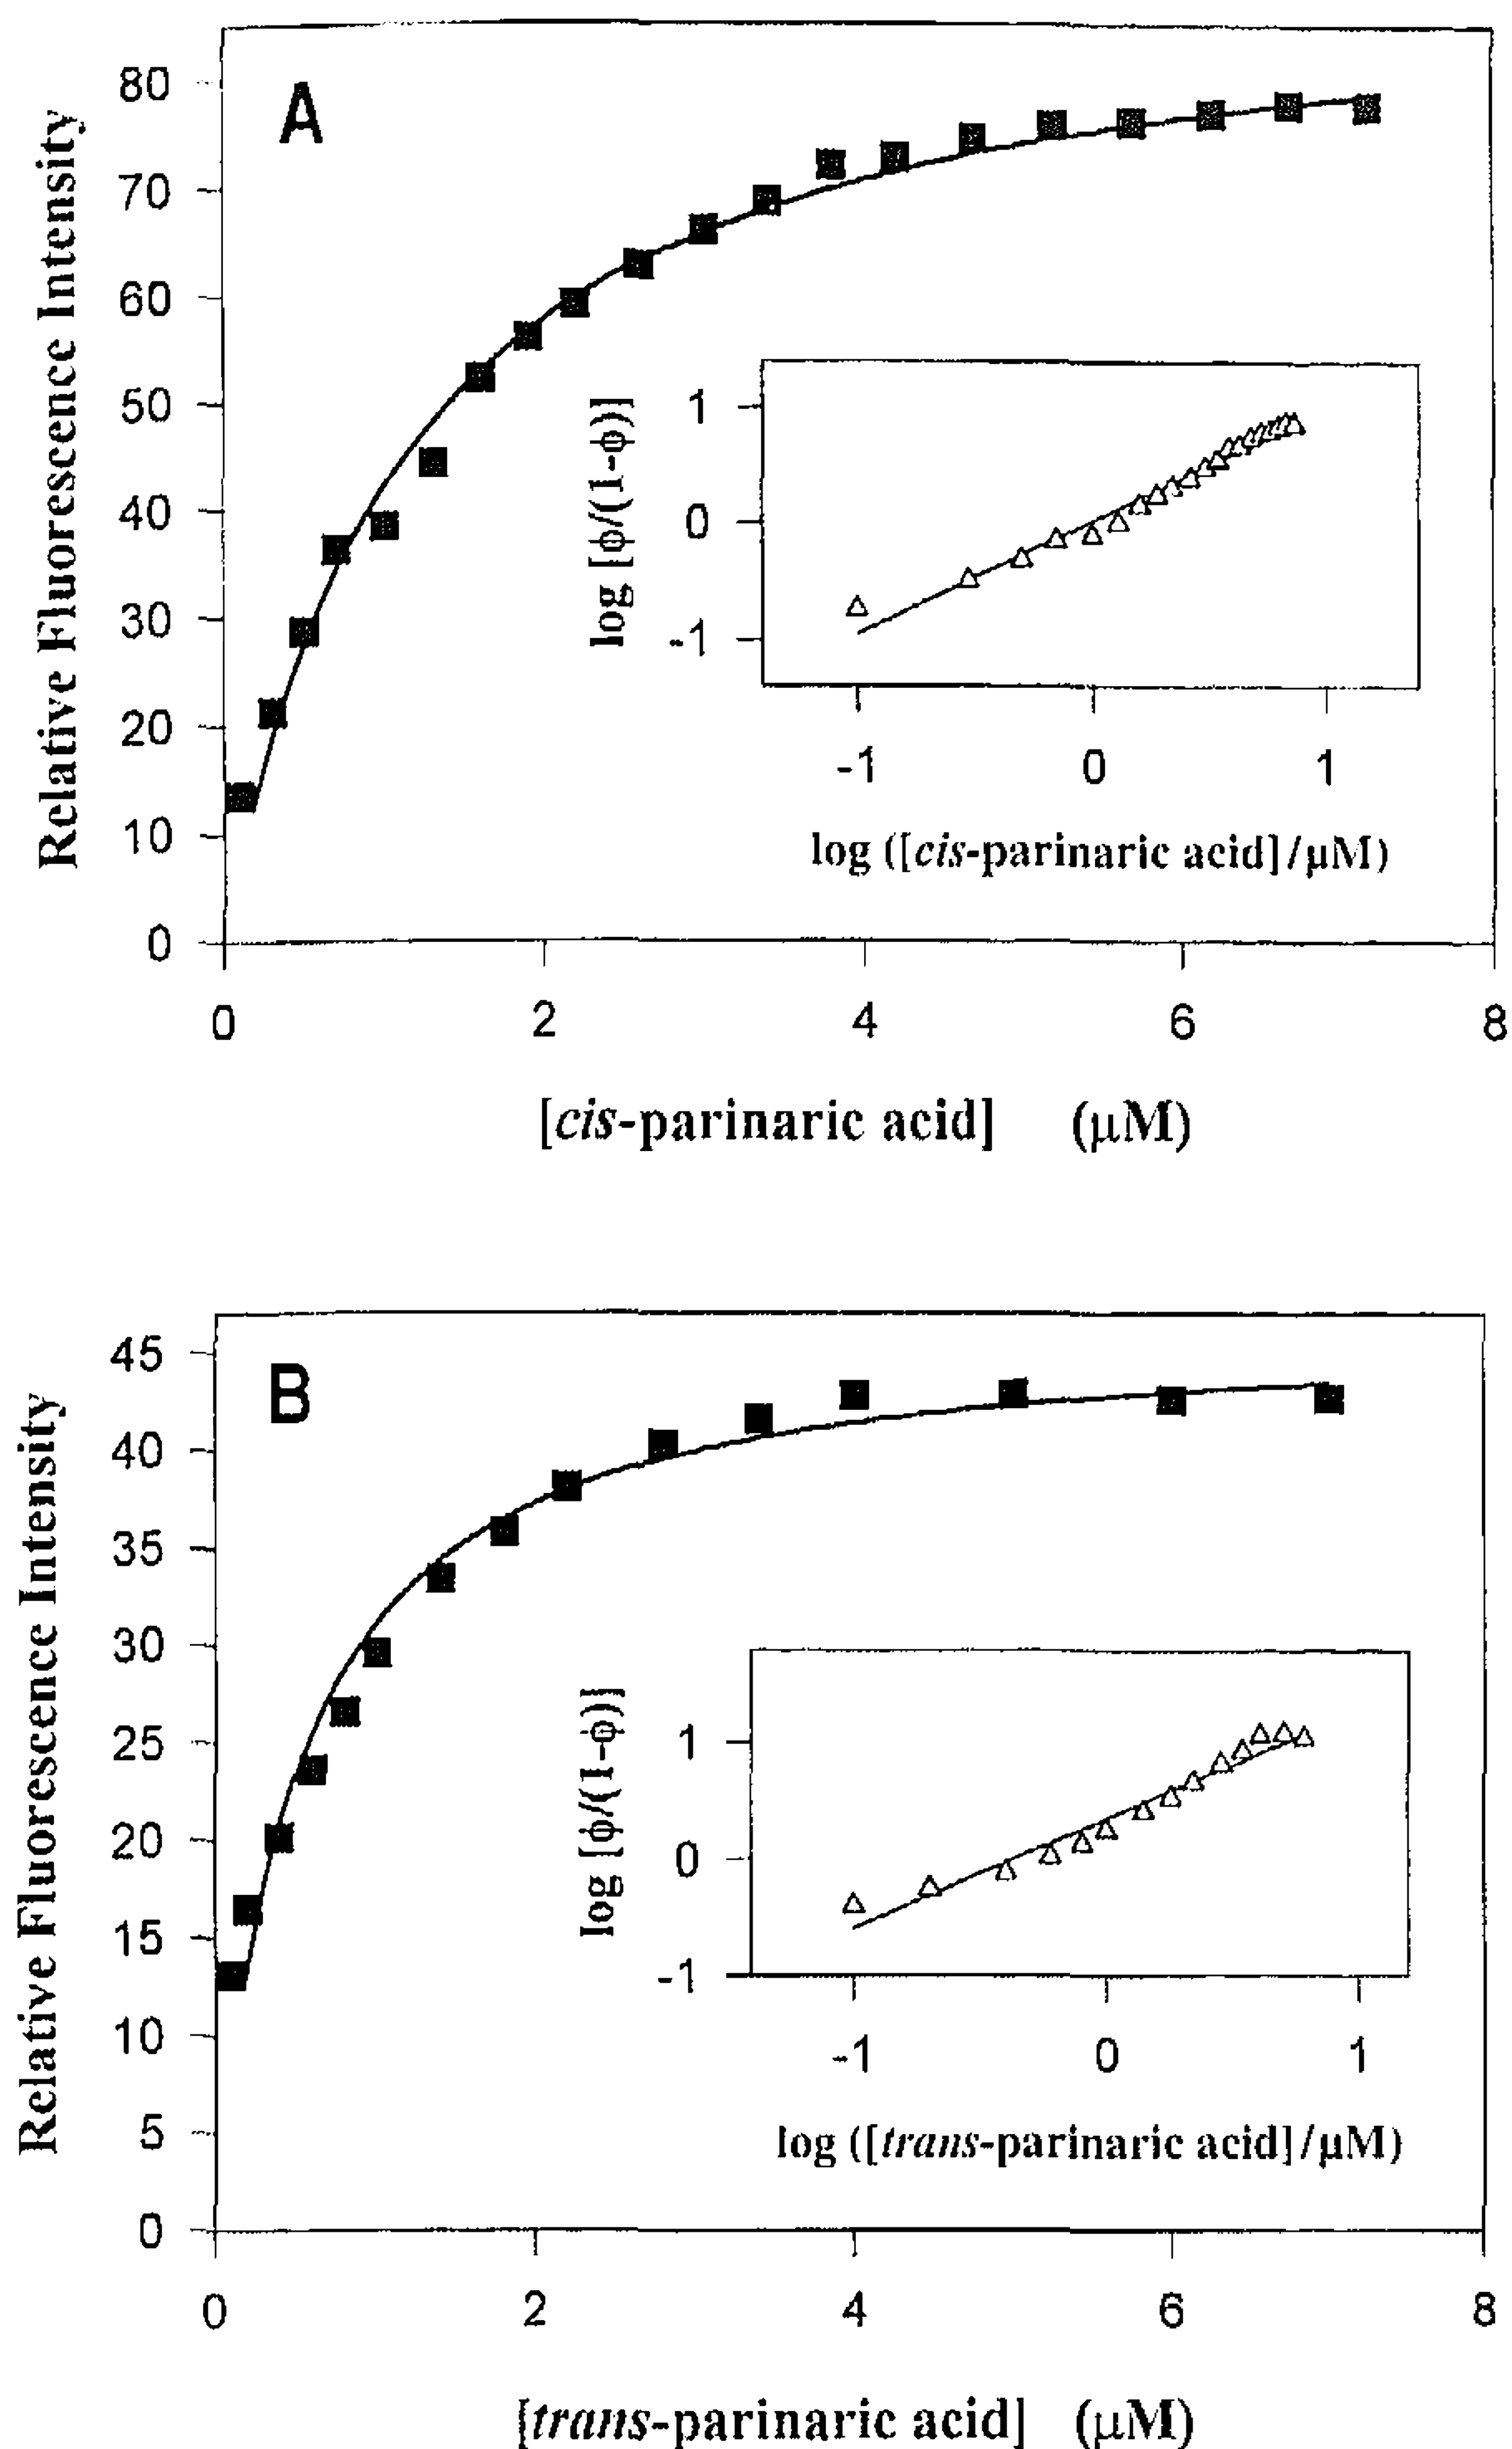 A
Relative Fluorescence Intensity
80
70
60
50
40
30
20
10
0
0 2 4 6 8
[cis-parinaric acid] (μM)
log [ϕ/(1-ϕ)]
1
0
-1
-1 0 1
log ([cis-parinaric acid]/μM)
B
Relative Fluorescence Intensity
45
40
35
30
25
20
15
10
5
0
0 2 4 6 8
[trans-parinaric acid] (μM)
log [ϕ/(1-ϕ)]
1
0
-1
-1 0 1
log ([trans-parinaric acid]/μM)